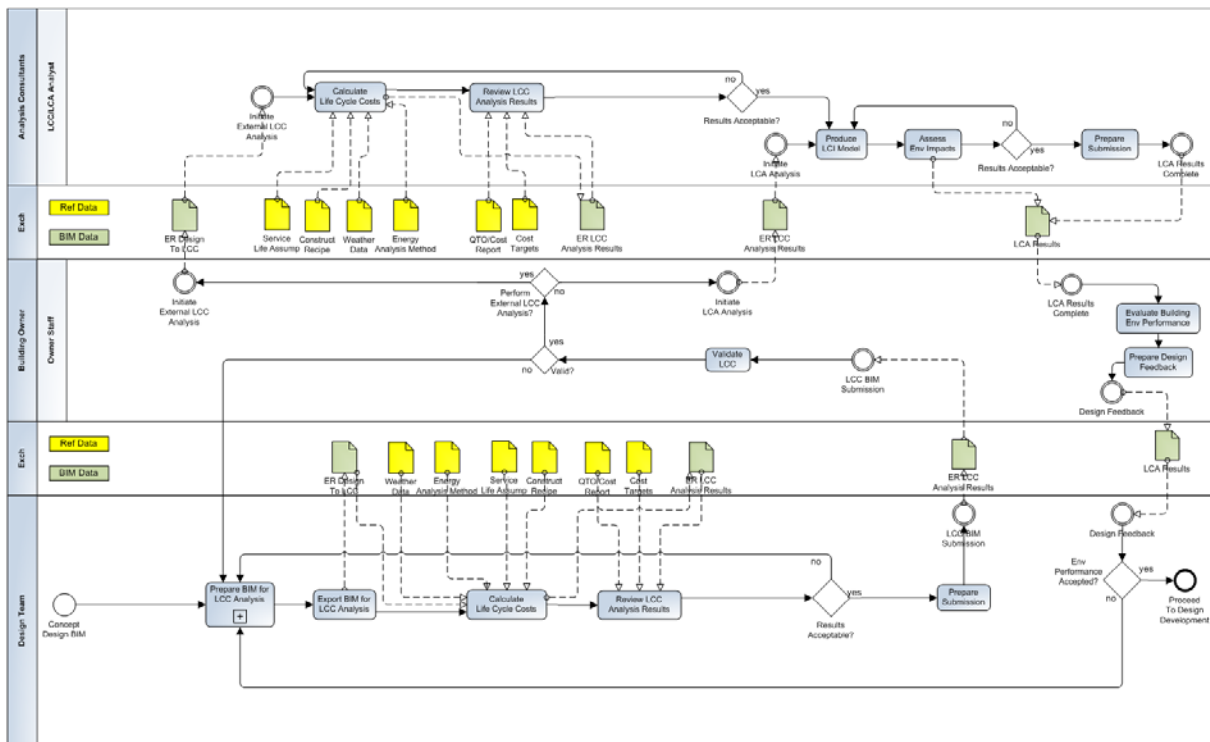 Analysis Consultants
LCC/LCA Analyst
Initiate
External LCC
Analysis
Calculate
Life Cycle Costs
Review LCC
Analysis Results
no
yes
Results Acceptable?
Initiate
LCA Analysis
Produce
LCI Model
Assess
Env Impacts
no
yes
Results Acceptable?
Prepare
Submission
LCA Results
Complete
Exch
Ref Data
BIM Data
ER Design
To LCC
Service
Life Assump
Construct
Recipe
Weather
Data
Energy
Analysis Method
QTO/Cost
Report
Cost
Targets
ER LCC
Analysis Results
ER LCC
Analysis Results
LCA Results
Building Owner
Owner Staff
Initiate
External LCC
Analysis
yes
no
Perform
External LCC
Analysis?
Initiate
LCA Analysis
yes
no
Valid?
Validate
LCC
LCC BIM
Submission
LCA Results
Complete
Evaluate Building
Env Performance
Prepare Design
Feedback
Design Feedback
Exch
Ref Data
BIM Data
ER Design
To LCC
Weather
Data
Energy
Analysis Method
Service
Life Assump
Construct
Recipe
QTO/Cost
Report
Cost
Targets
ER LCC
Analysis Results
ER LCC
Analysis Results
LCA Results
Design Team
Concept
Design BIM
Prepare BIM for
LCC Analysis
+
Export BIM for
LCC Analysis
Calculate
Life Cycle Costs
Review LCC
Analysis Results
no
yes
Results
Acceptable?
Prepare
Submission
LCC BIM
Submission
Design Feedback
Env
Performance
Accepted?
yes
no
Proceed
To Design
Development